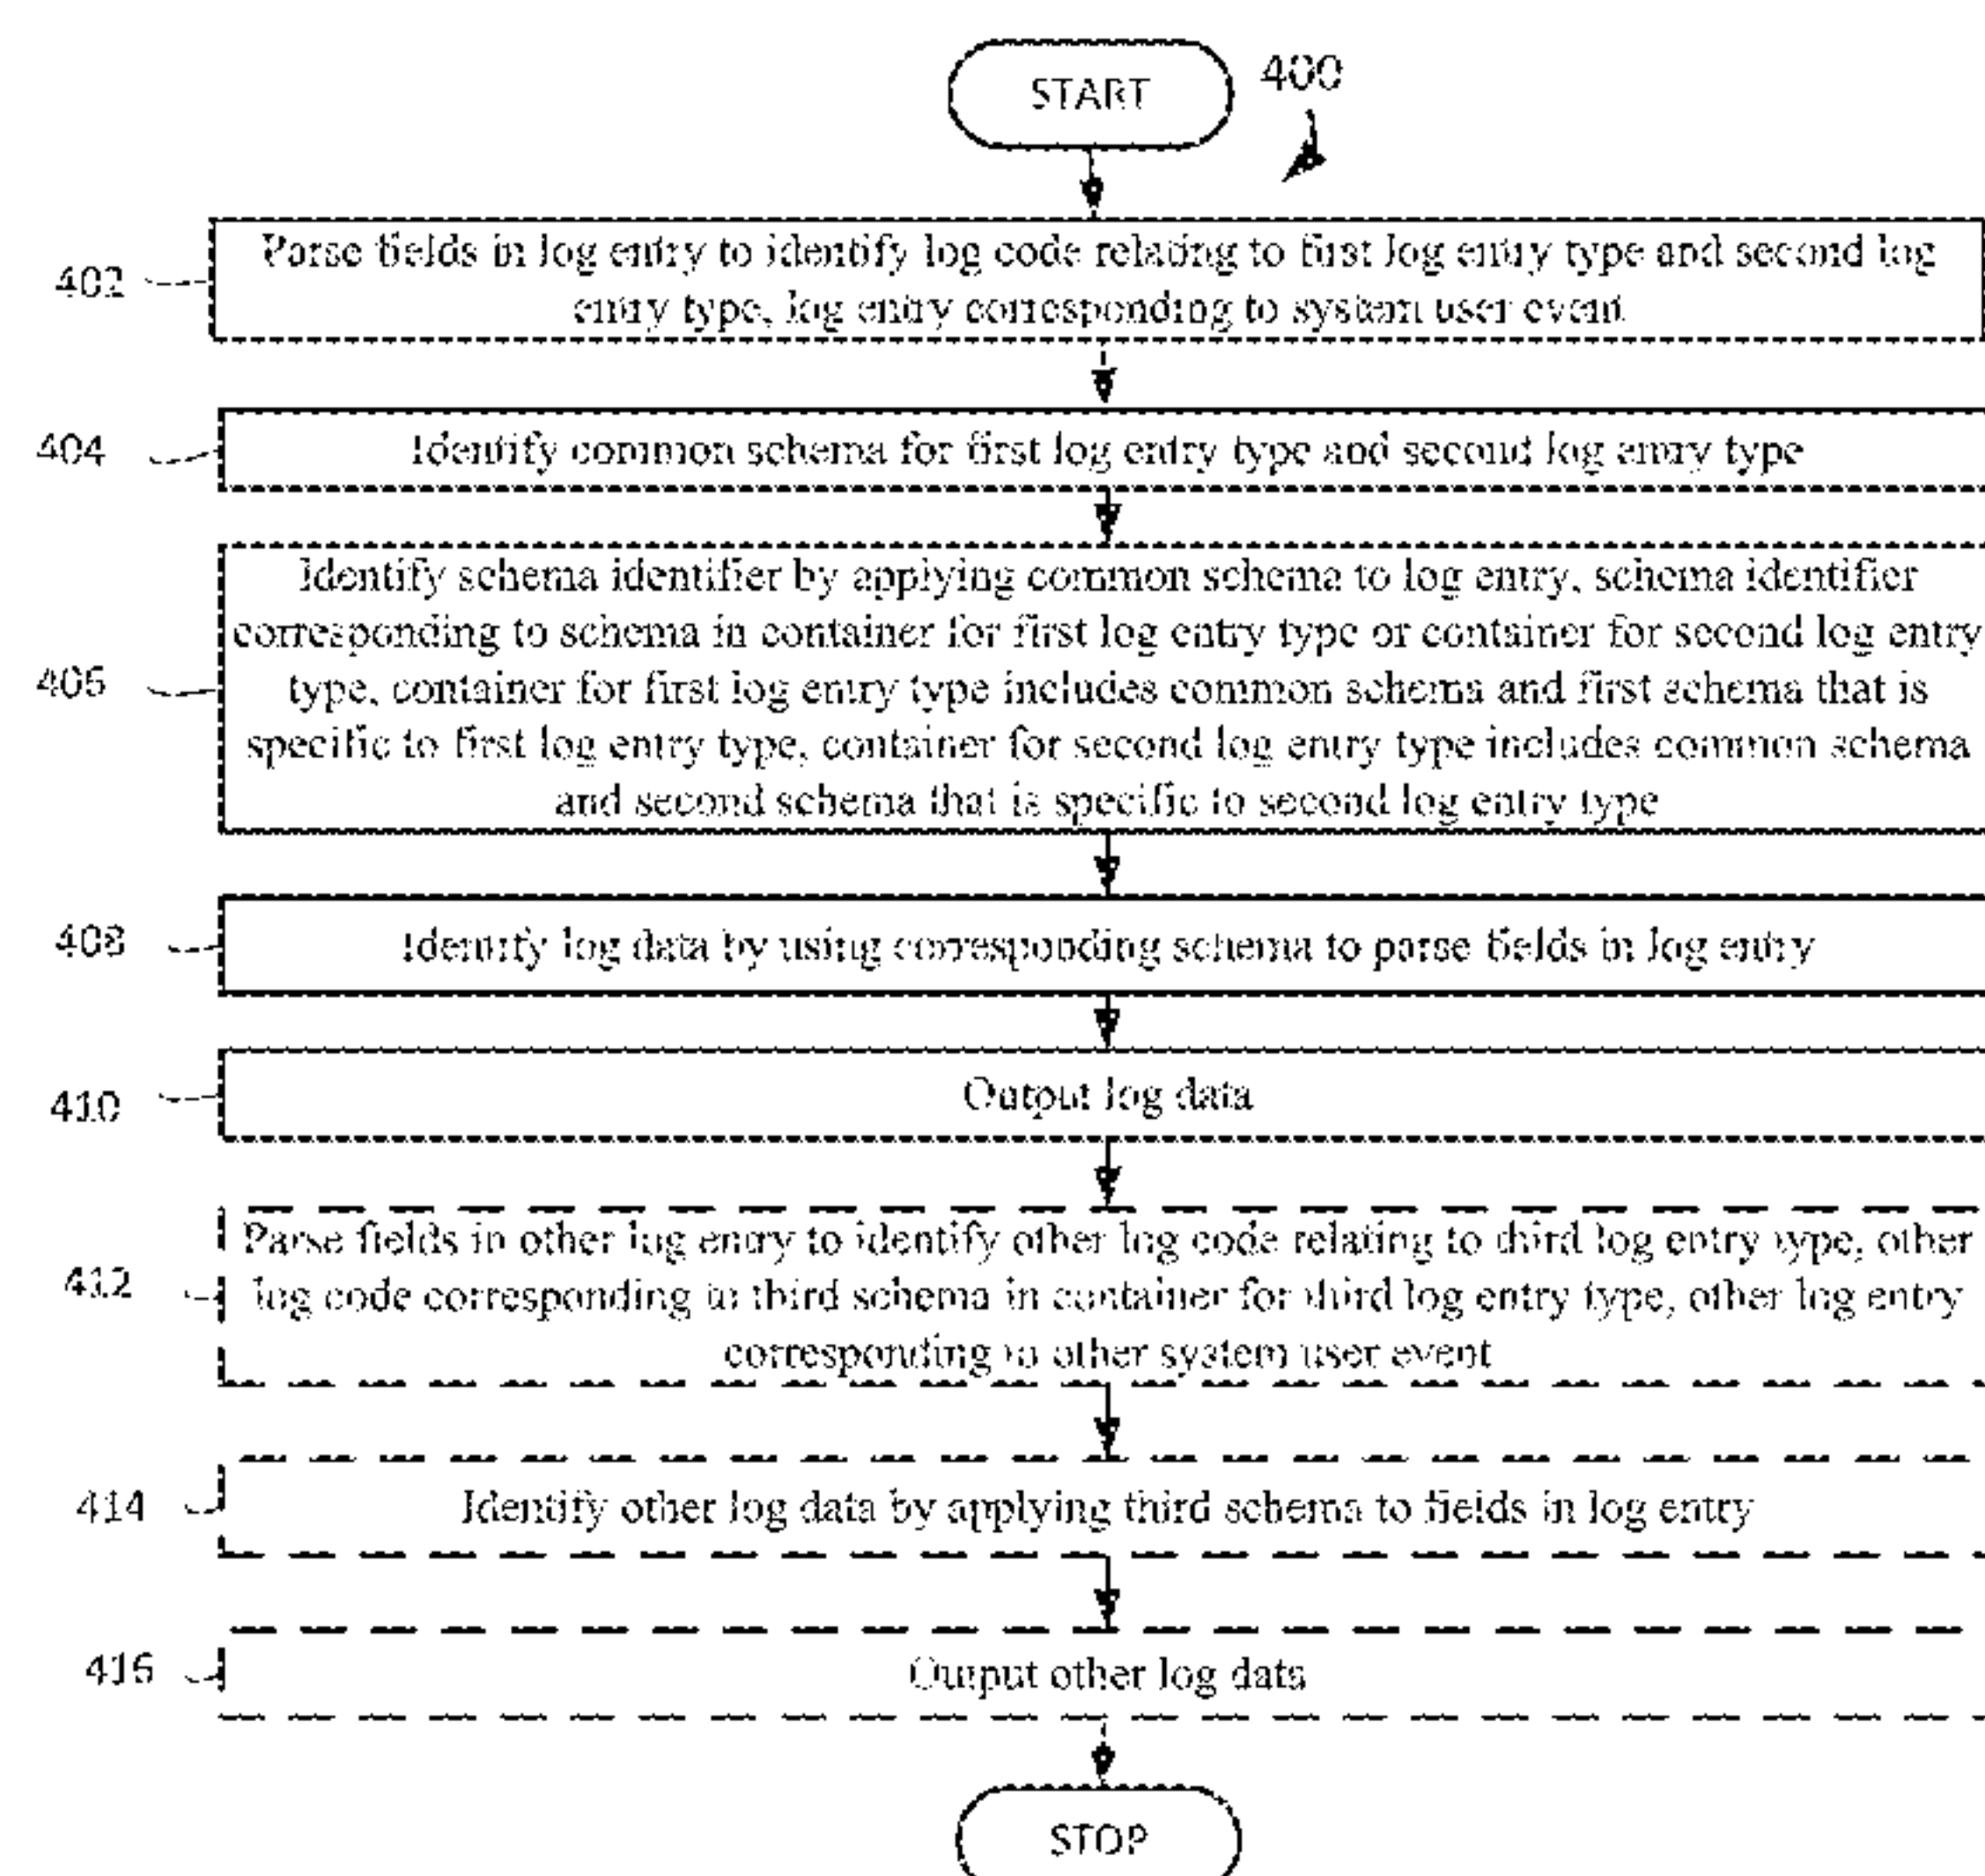 START
400
402
Parse fields in log entry to identify log code relating to first log entry type and second log
entry type, log entry corresponding to system user event
404
Identify common schema for first log entry type and second log entry type
406
Identify schema identifier by applying common schema to log entry, schema identifier
corresponding to schema in container for first log entry type or container for second log entry
type, container for first log entry type includes common schema and first schema that is
specific to first log entry type, container for second log entry type includes common schema
and second schema that is specific to second log entry type
408
Identify log data by using corresponding schema to parse fields in log entry
410
Output log data
412
Parse fields in other log entry to identify other log code relating to third log entry type, other
log code corresponding to third schema in container for third log entry type, other log entry
corresponding to other system user event
414
Identify other log data by applying third schema to fields in log entry
416
Output other log data
STOP